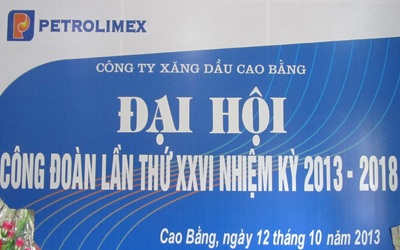 PETROLIMEX
CÔNG TY XĂNG DẦU CAO BẰNG
ĐẠI HỘI
CÔNG ĐOÀN LẦN THỨ XXVI NHIỆM KỲ 2013 - 2018
Cao Bằng, ngày 12 tháng 10 năm 2013